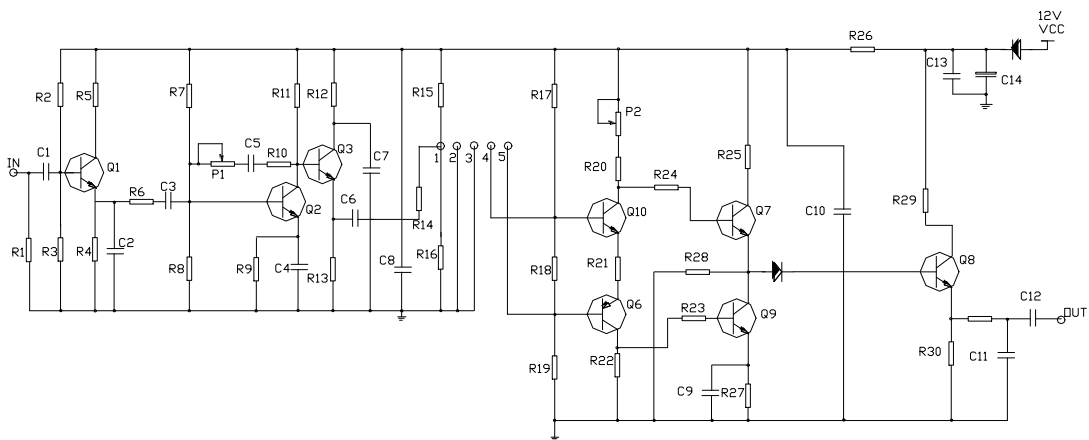 12V
VCC
R26
C13
C14
R2
R5
R7
R11
R12
R15
R17
P2
R20
R25
IN
C1
Q1
R6
C3
P1
C5
R10
Q3
C7
1
2
3
4
5
R24
Q10
Q7
C10
R29
Q2
C6
R14
R1
R3
R4
C2
R8
R9
C4
R13
C8
R16
R18
R21
R28
Q8
Q6
R23
Q9
C12
OUT
R19
R22
C9
R27
R30
C11